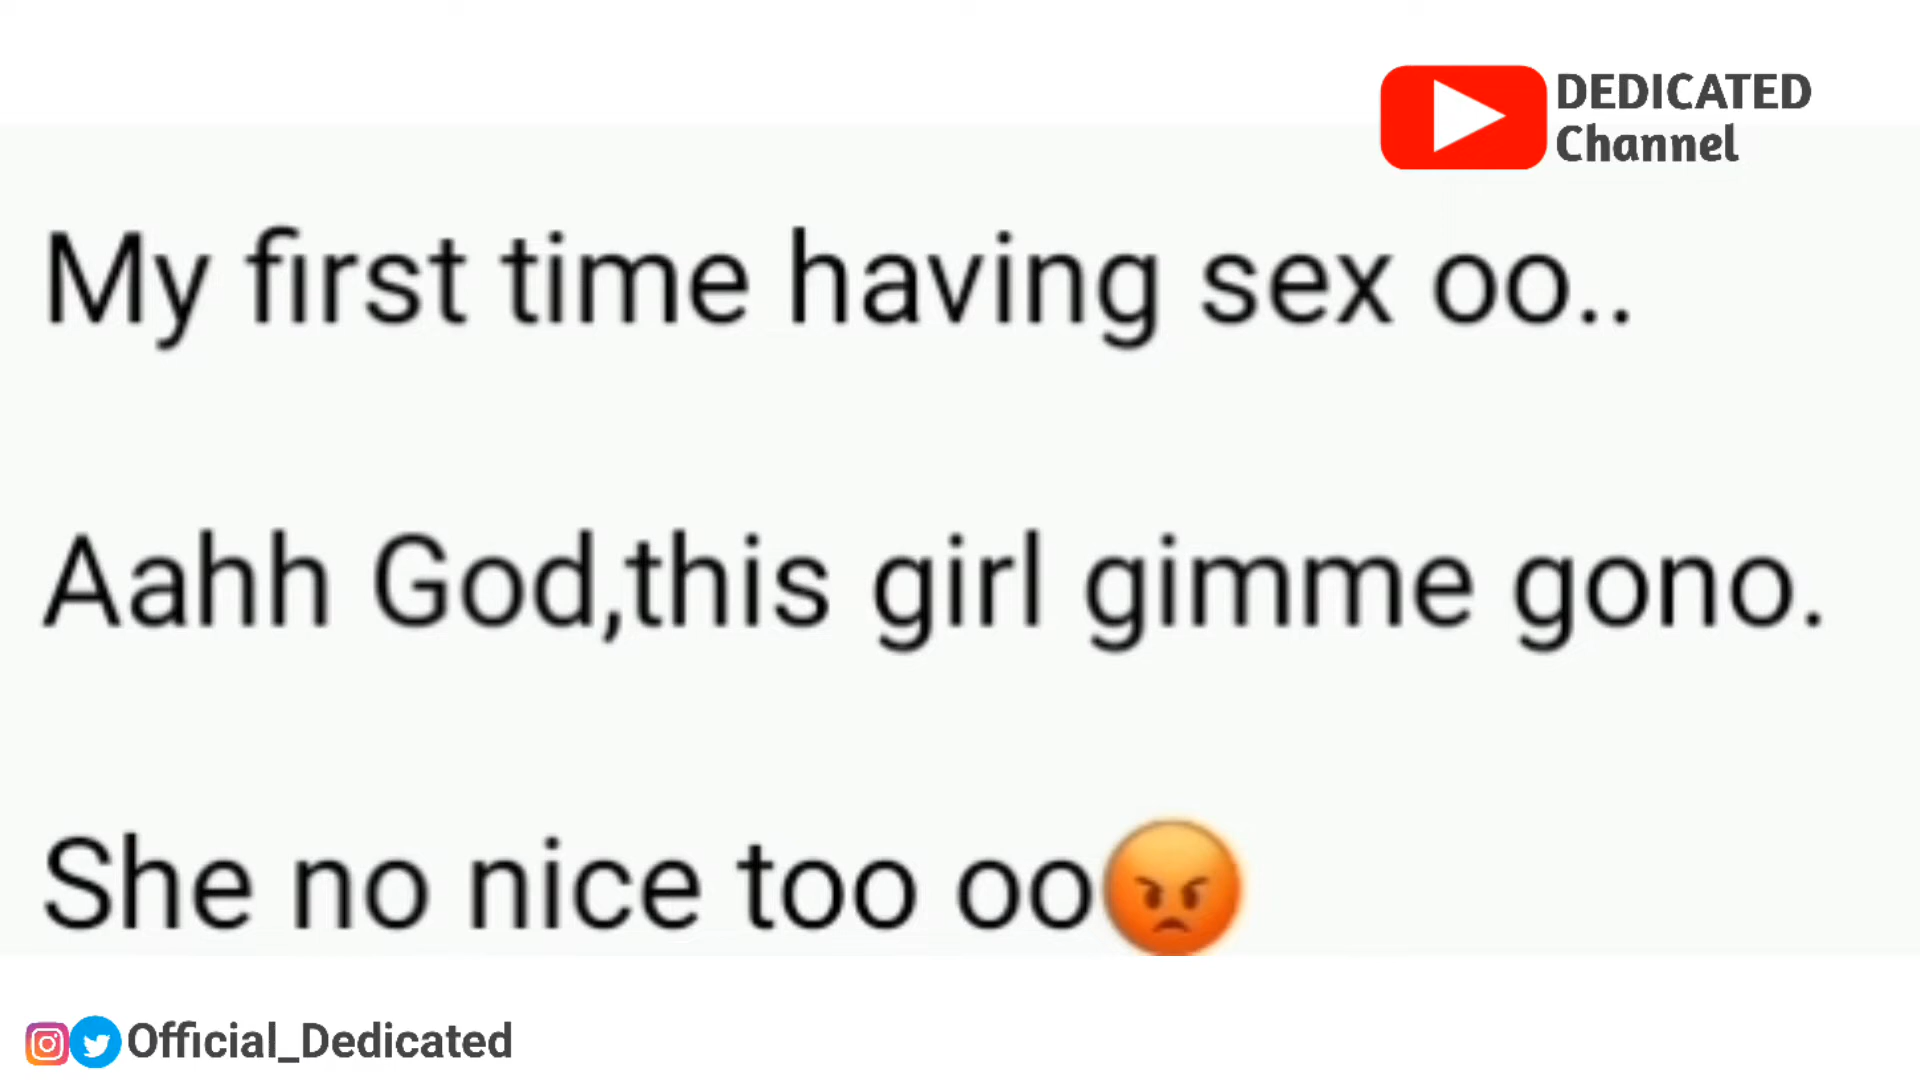 DEDICATED
Channel
My first time having sex oo..
Aahh God,this girl gimme gono.
She no nice too oo😡
Official_Dedicated